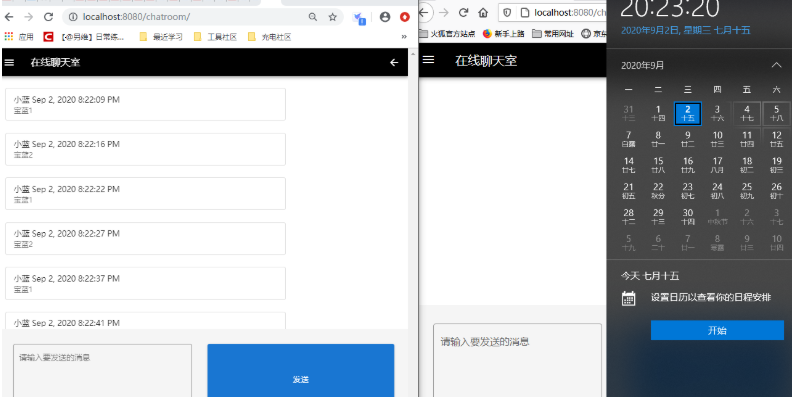 localhost:8080/chatroom/
应用
【@另维】日常练...
最近学习
工具社区
充电社区
»
在线聊天室
小蓝 Sep 2, 2020 8:22:09 PM
宝蓝1
小蓝 Sep 2, 2020 8:22:16 PM
宝蓝2
小蓝 Sep 2, 2020 8:22:22 PM
宝蓝1
小蓝 Sep 2, 2020 8:22:27 PM
宝蓝2
小蓝 Sep 2, 2020 8:22:37 PM
宝蓝1
小蓝 Sep 2, 2020 8:22:41 PM
请输入要发送的消息
发送
localhost:8080/ch
火狐官方站点
新手上路
常用网址
京东
在线聊天室
请输入要发送的消息
20:23:20
2020年9月2日, 星期三 七月十五
2020年9月
一 二 三 四 五 六
31 1 2 3 4 5
十三 十四 十五 十六 十七 十八
7 8 9 10 11 12
白露 廿一 廿二 廿三 廿四 廿五
14 15 16 17 18 19
廿七 廿八 廿九 八月 初二 初三
21 22 23 24 25 26
初五 秋分 初七 初八 初九 初十
28 29 30 1 2 3
十二 十三 十四 中秋节 十六 十七
5 6 7 8 9 10
十九 二十 廿一 寒露 廿三 廿四
今天 七月十五
设置日历以查看你的日程安排
开始